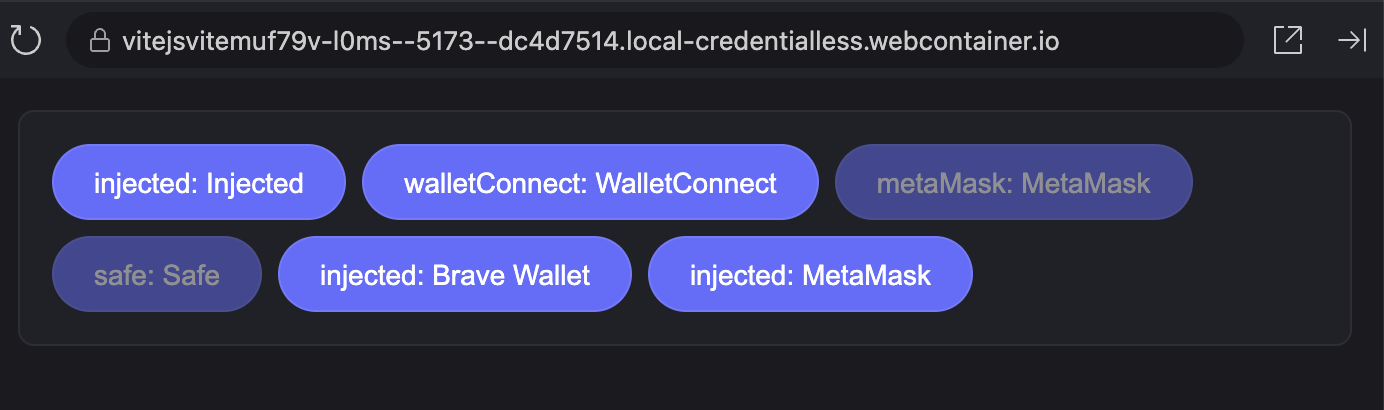 vitejsvitemuf79v-l0ms--5173--dc4d7514.local-credentialless.webcontainer.io
injected: Injected walletConnect: WalletConnect metaMask: MetaMask
safe: Safe injected: Brave Wallet injected: MetaMask